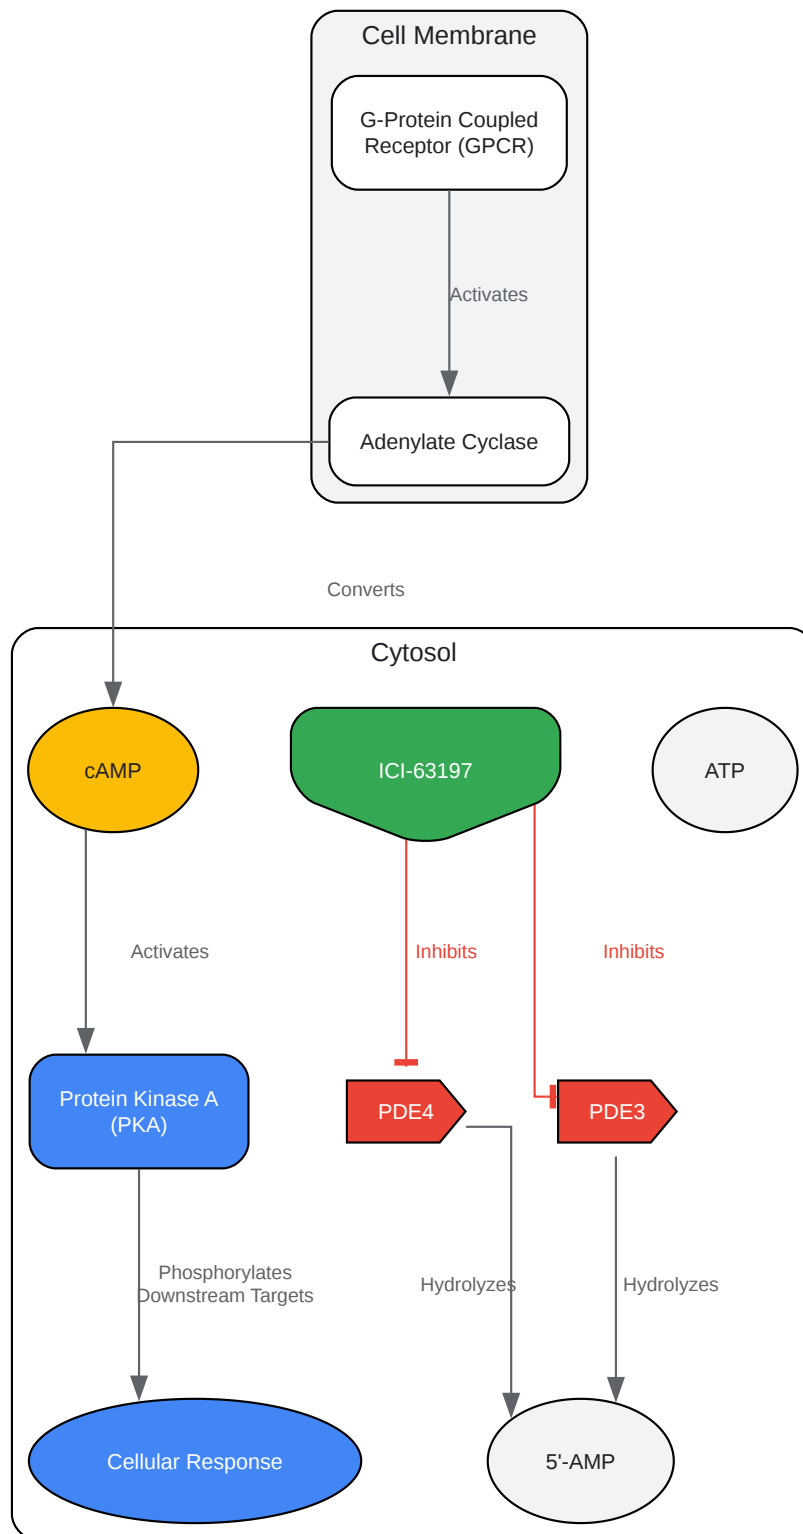 Cell Membrane
G-Protein Coupled
Receptor (GPCR)
Activates
Adenylate Cyclase
Converts
Cytosol
cAMP
ICI-63197
ATP
Activates
Inhibits
Inhibits
Protein Kinase A
(PKA)
PDE4
PDE3
Phosphorylates
Downstream Targets
Hydrolyzes
Hydrolyzes
Cellular Response
5'-AMP